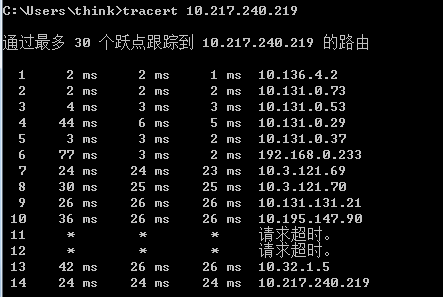 C:\Users\think>tracert 10.217.240.219
通过最多 30 个跃点跟踪到 10.217.240.219 的路由
1 2 ms 2 ms 1 ms 10.136.4.2
2 2 ms 2 ms 2 ms 10.131.0.73
3 4 ms 3 ms 3 ms 10.131.0.53
4 44 ms 6 ms 5 ms 10.131.0.29
5 3 ms 3 ms 2 ms 10.131.0.37
6 77 ms 3 ms 2 ms 192.168.0.233
7 24 ms 24 ms 23 ms 10.3.121.69
8 30 ms 25 ms 25 ms 10.3.121.70
9 26 ms 26 ms 26 ms 10.131.131.21
10 36 ms 26 ms 26 ms 10.195.147.90
11 * * * 请求超时。
12 * * * 请求超时。
13 42 ms 26 ms 26 ms 10.32.1.5
14 24 ms 24 ms 24 ms 10.217.240.219